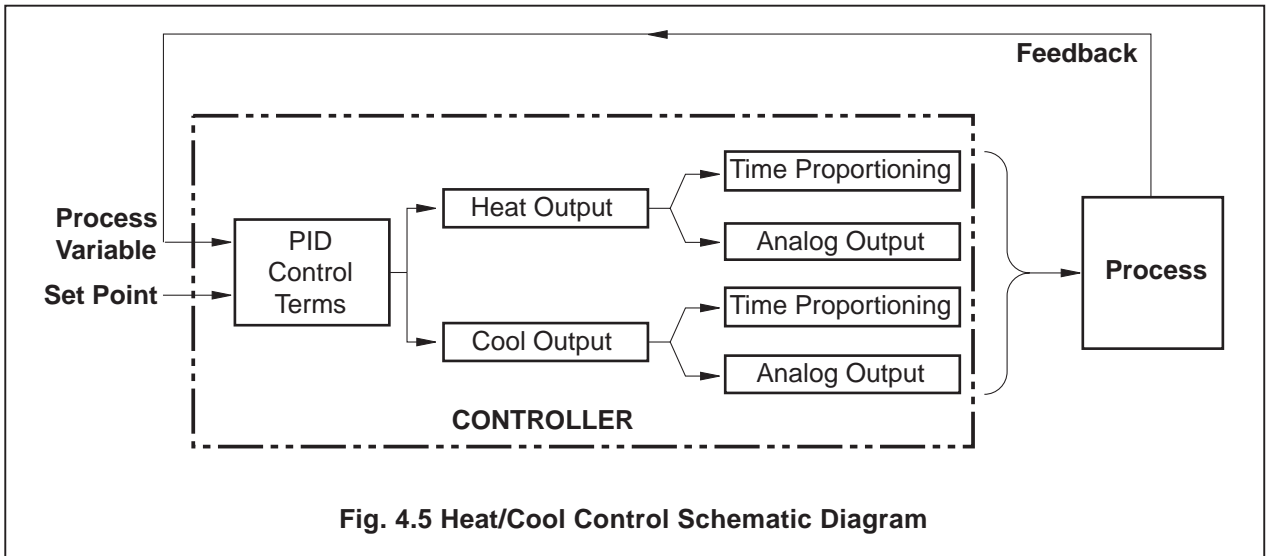 Feedback
Time Proportioning
Heat Output
Analog Output
Process
Variable
Set Point
PID
Control
Terms
Process
Time Proportioning
Cool Output
Analog Output
CONTROLLER
Fig. 4.5 Heat/Cool Control Schematic Diagram